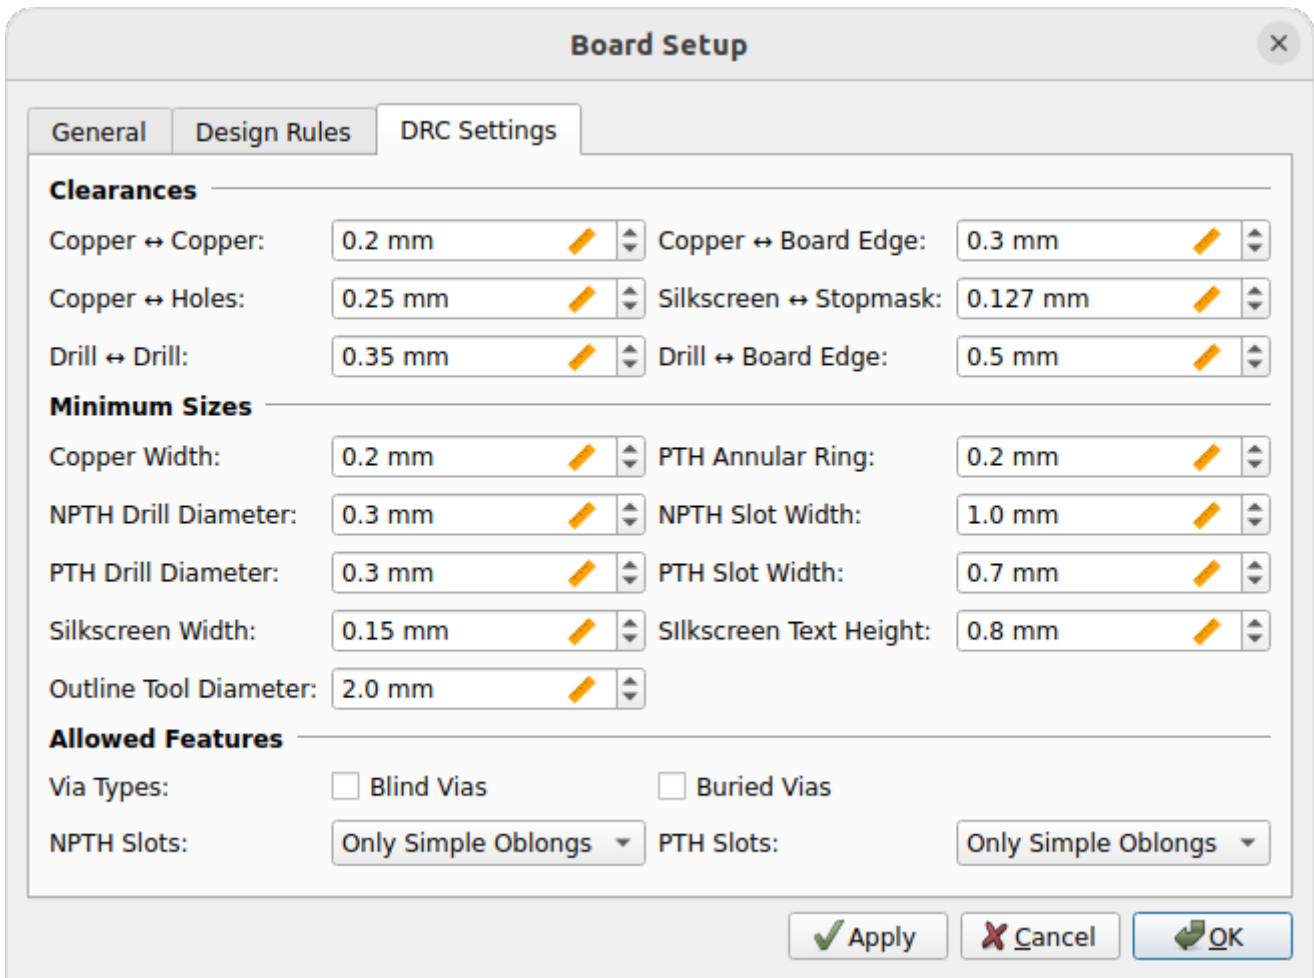 Board Setup
General Design Rules DRC Settings
Clearances
Copper ↔ Copper: 0.2 mm Copper ↔ Board Edge: 0.3 mm
Copper ↔ Holes: 0.25 mm Silkscreen ↔ Stopmask: 0.127 mm
Drill ↔ Drill: 0.35 mm Drill ↔ Board Edge: 0.5 mm
Minimum Sizes
Copper Width: 0.2 mm PTH Annular Ring: 0.2 mm
NPTH Drill Diameter: 0.3 mm NPTH Slot Width: 1.0 mm
PTH Drill Diameter: 0.3 mm PTH Slot Width: 0.7 mm
Silkscreen Width: 0.15 mm SIlkscreen Text Height: 0.8 mm
Outline Tool Diameter: 2.0 mm
Allowed Features
Via Types: Blind Vias Buried Vias
NPTH Slots: Only Simple Oblongs PTH Slots: Only Simple Oblongs
Apply Cancel OK